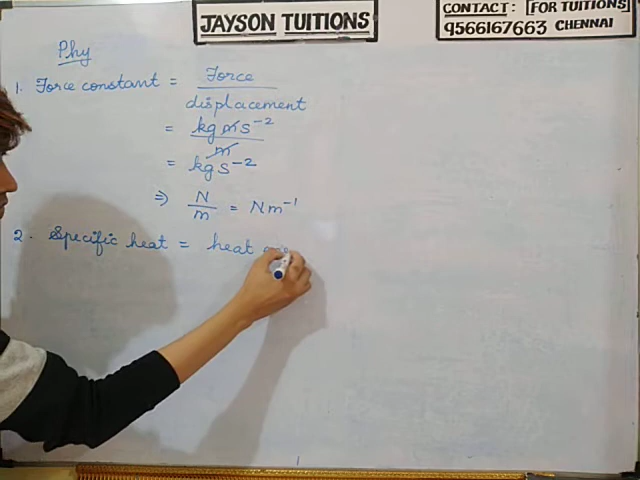 JAYSON TUITIONS
CONTACT: [FOR TUITIONS]
9566167663 CHENNAI
Phy
1. Force constant = Force
displacement
= kg m s⁻²
m
= kg s⁻²
⇒ N/m = Nm⁻¹
2. Specific heat = heat